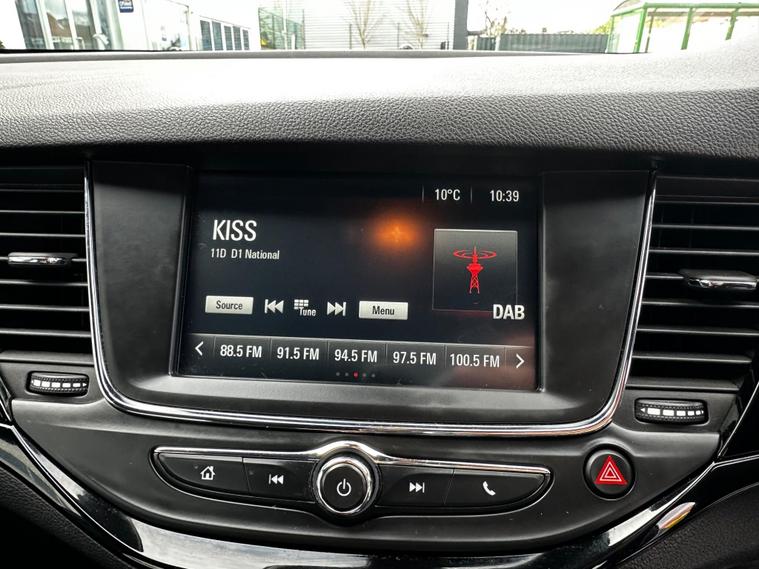 10°C 10:39
KISS
11D D1 National
DAB
Source Tune Menu
88.5 FM 91.5 FM 94.5 FM 97.5 FM 100.5 FM